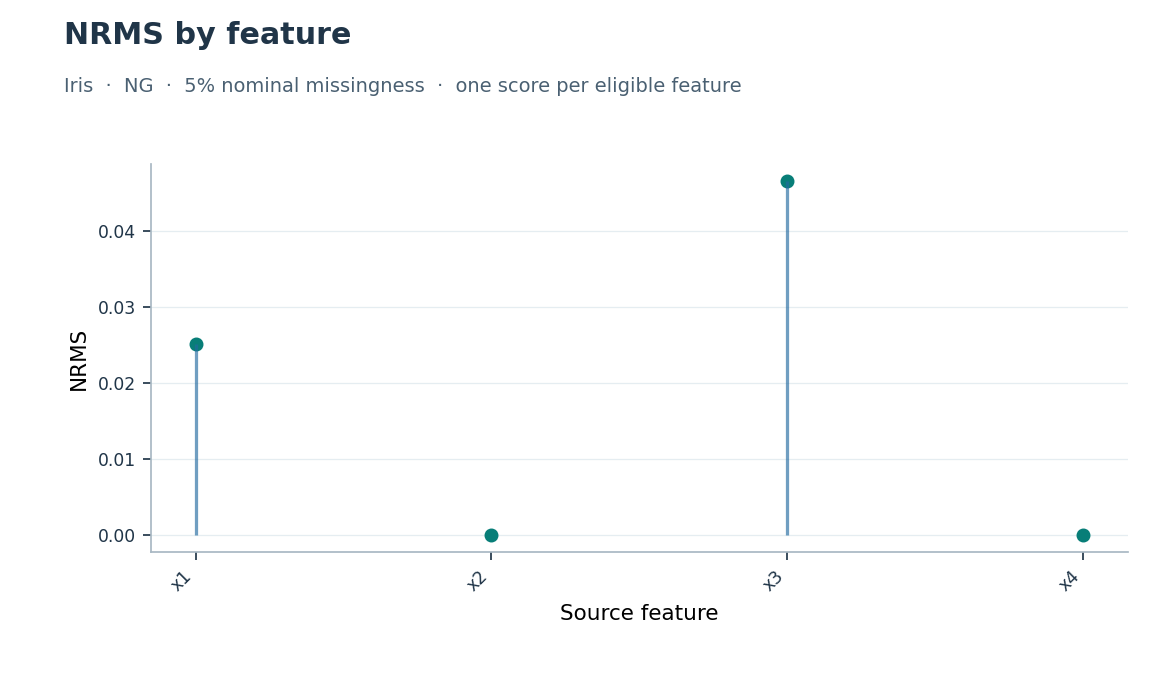 NRMS by feature
Iris · NG · 5% nominal missingness · one score per eligible feature
0.04
0.03
0.02
0.01
0.00
NRMS
x1
x2
x3
x4
Source feature